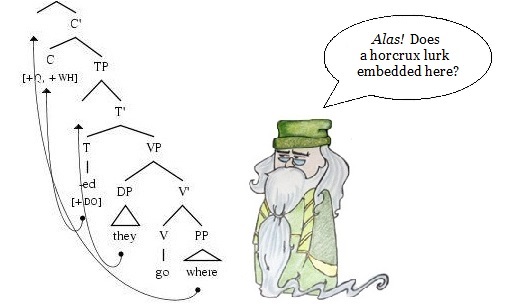 C'
C
TP
[+Q, +WH]
T'
T
VP
-ed
[+DO]
DP
V'
they
V
PP
go
where
Alas! Does
a horcrux lurk
embedded here?